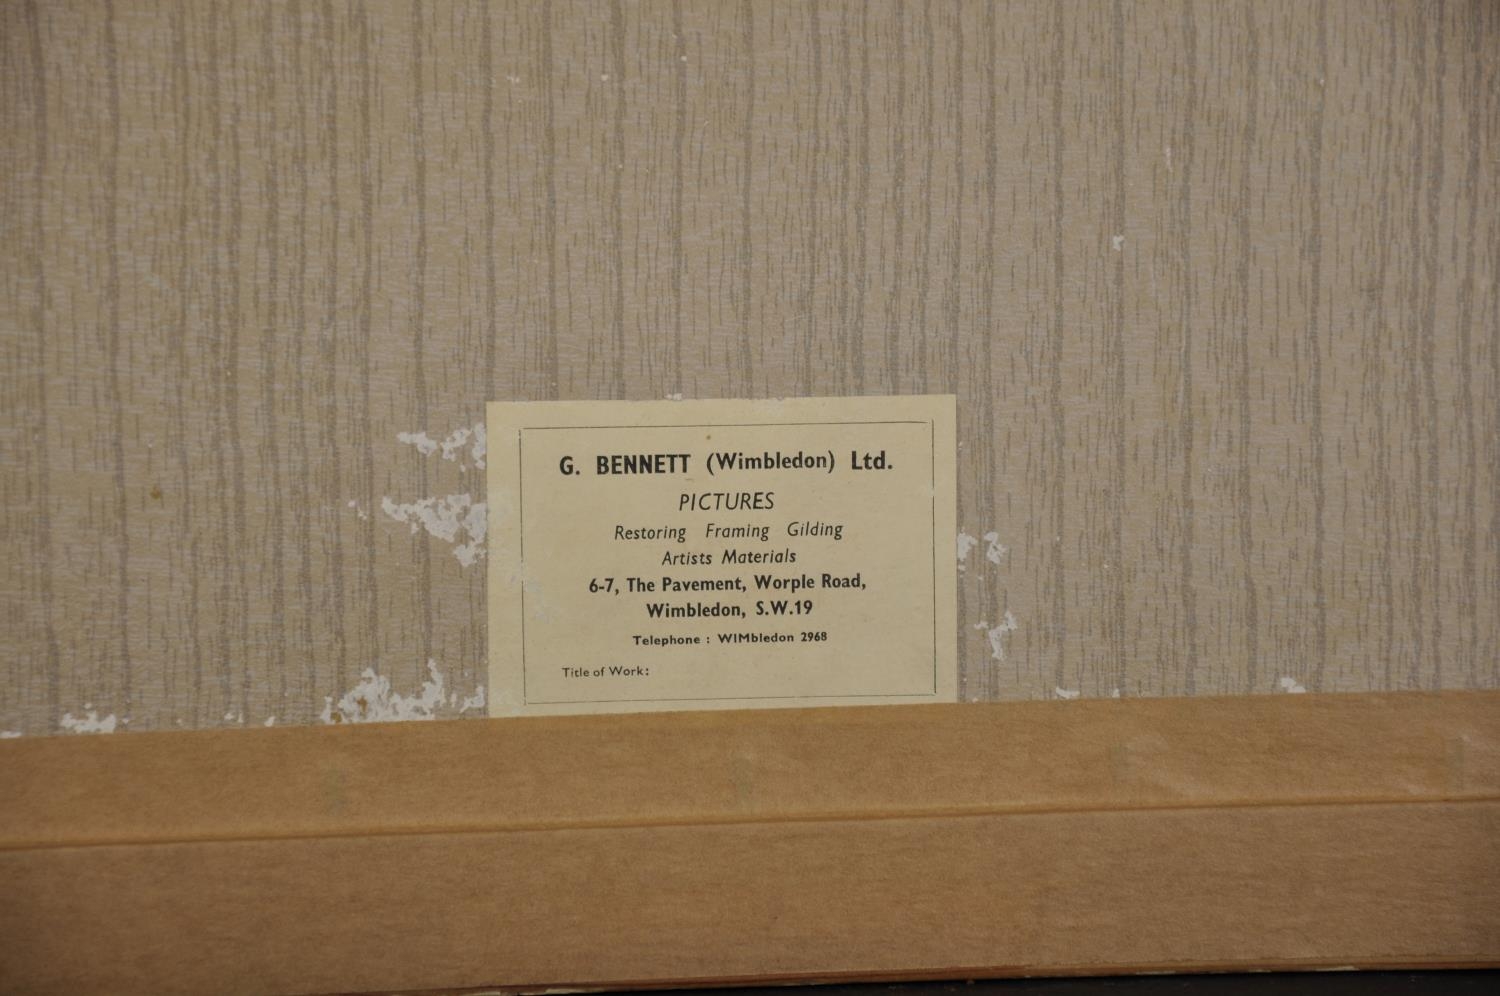 G. BENNETT (Wimbledon) Ltd.
PICTURES
Restoring Framing Gilding
Artists Materials
6-7, The Pavement, Worple Road,
Wimbledon, S.W.19
Telephone : WIMbledon 2968
Title of Work: